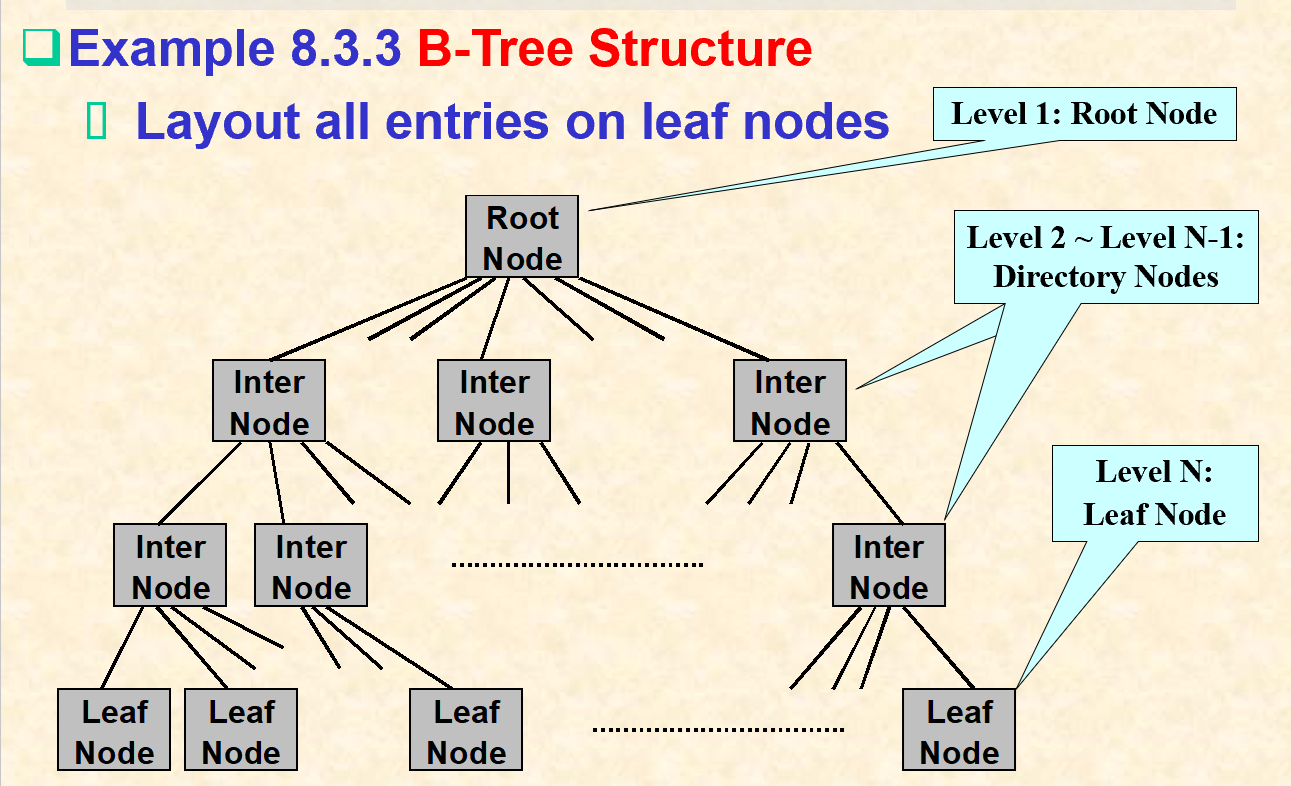 Example 8.3.3 B-Tree Structure
Layout all entries on leaf nodes
Level 1: Root Node
Root
Node
Level 2 ~ Level N-1:
Directory Nodes
Inter
Node
Inter
Node
Inter
Node
Level N:
Leaf Node
Inter
Node
Inter
Node
Inter
Node
Leaf
Node
Leaf
Node
Leaf
Node
Leaf
Node